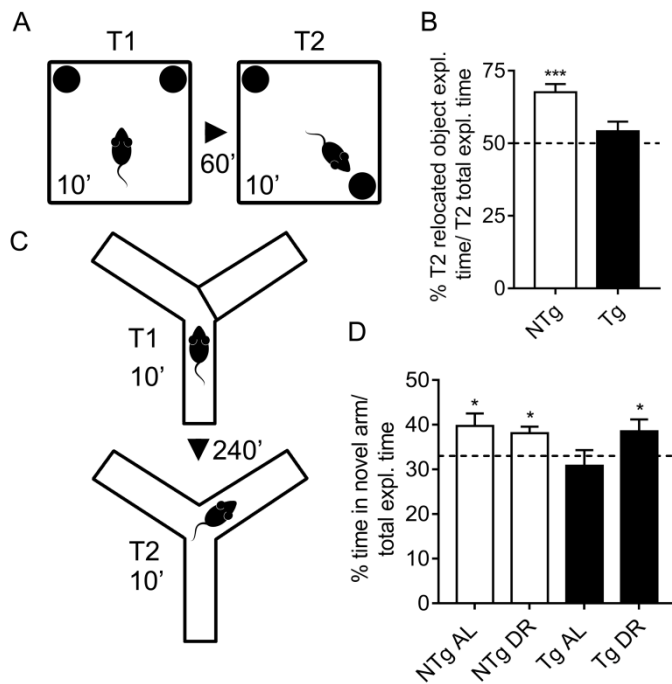 A
T1
T2
10'
60'
10'
B
% T2 relocated object expl.
time/ T2 total expl. time
75
50
25
0
***
NTg
Tg
C
T1
10'
240'
T2
10'
D
% time in novel arm/
total expl. time
50
40
30
20
10
0
*
*
*
NTg AL
NTg DR
Tg AL
Tg DR